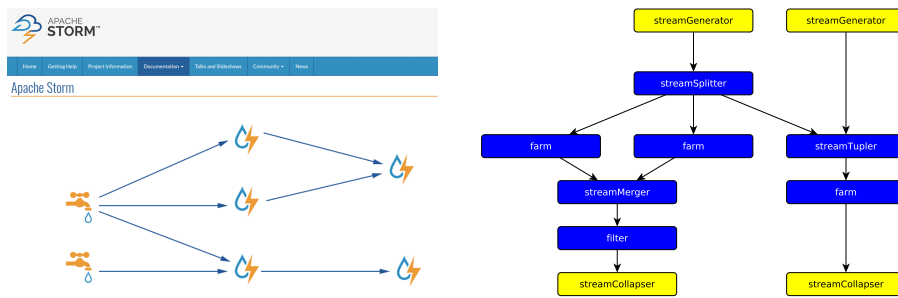 APACHE
STORM™
Home Getting Help Project Information Documentation Talks and Slideshows Community News
Apache Storm
streamGenerator streamGenerator
streamSplitter
farm farm streamTupler
streamMerger farm
filter
streamCollapser streamCollapser